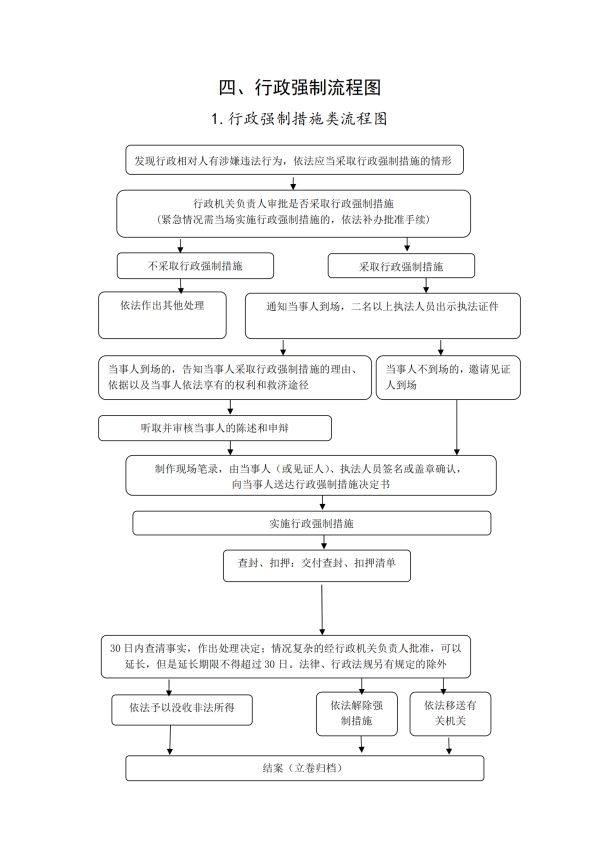 四、行政强制流程图
1.行政强制措施类流程图
发现行政相对人有涉嫌违法行为，依法应当采取行政强制措施的情形
行政机关负责人审批是否采取行政强制措施
(紧急情况需当场实施行政强制措施的，依法补办批准手续)
不采取行政强制措施
采取行政强制措施
依法作出其他处理
通知当事人到场，二名以上执法人员出示执法证件
当事人到场的，告知当事人采取行政强制措施的理由、
依据以及当事人依法享有的权利和救济途径
当事人不到场的，邀请见证
人到场
听取并审核当事人的陈述和申辩
制作现场笔录，由当事人（或见证人）、执法人员签名或盖章确认，
向当事人送达行政强制措施决定书
实施行政强制措施
查封、扣押；交付查封、扣押清单
30日内查清事实，作出处理决定；情况复杂的经行政机关负责人批准，可以
延长，但是延长期限不得超过30日。法律、行政法规另有规定的除外
依法予以没收非法所得
依法解除强
制措施
依法移送有
关机关
结案（立卷归档）